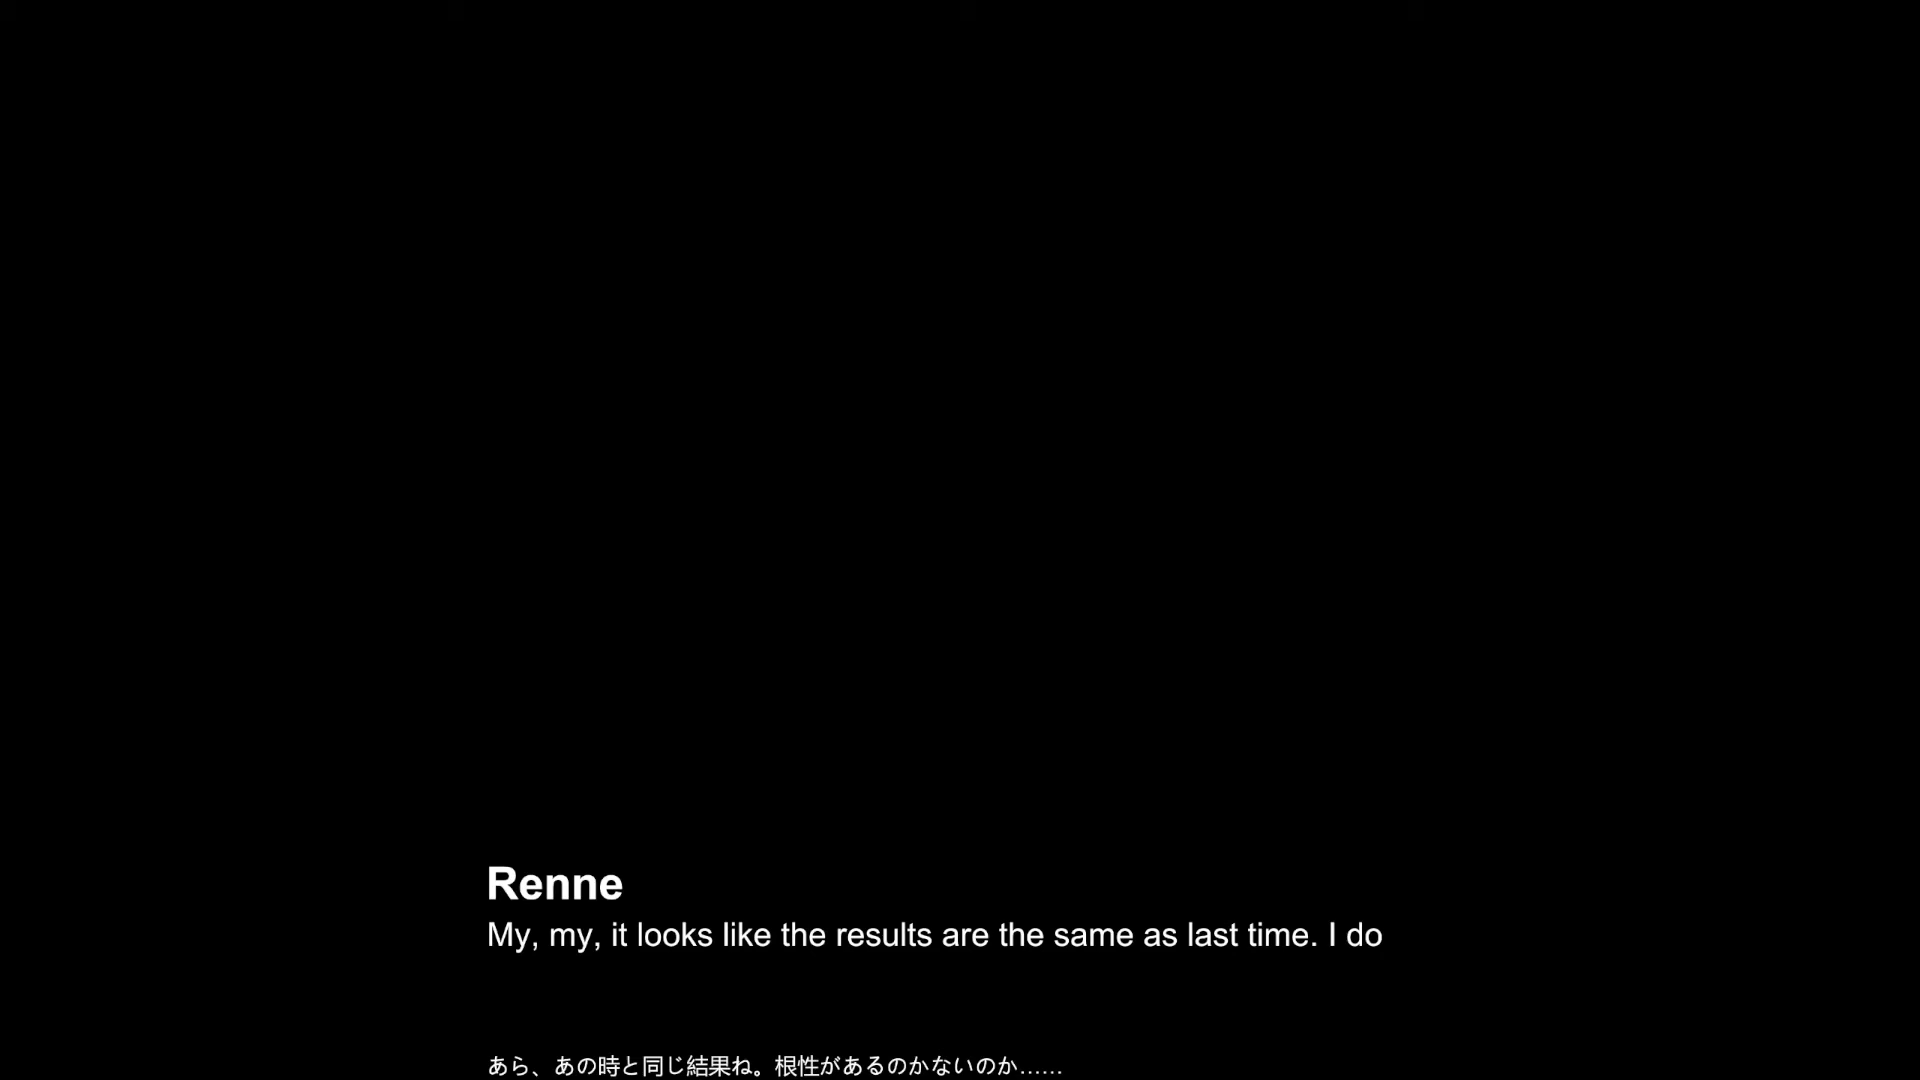 Renne
My, my, it looks like the results are the same as last time. I do
あら、あの時と同じ結果ね。根性があるのかないのか……